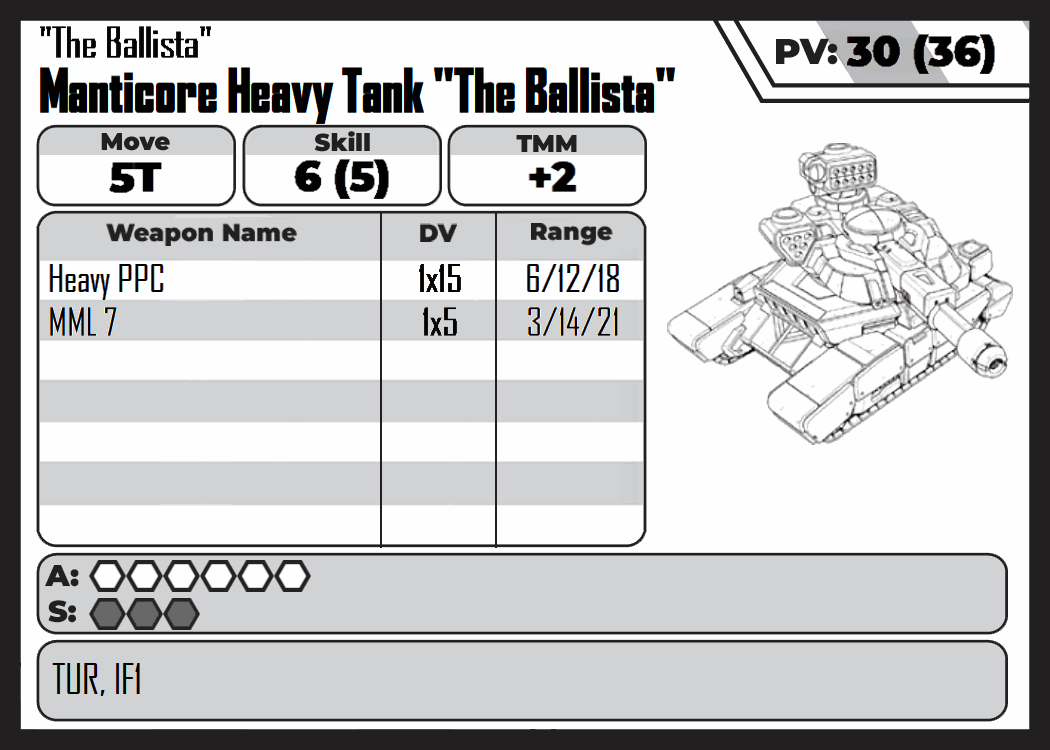 "The Ballista"
Manticore Heavy Tank "The Ballista"
PV: 30 (36)
Move Skill TMM
5T 6 (5) +2
Weapon Name DV Range
Heavy PPC 1x15 6/12/18
MML 7 1x5 3/14/21
A:
S:
TUR, IF1